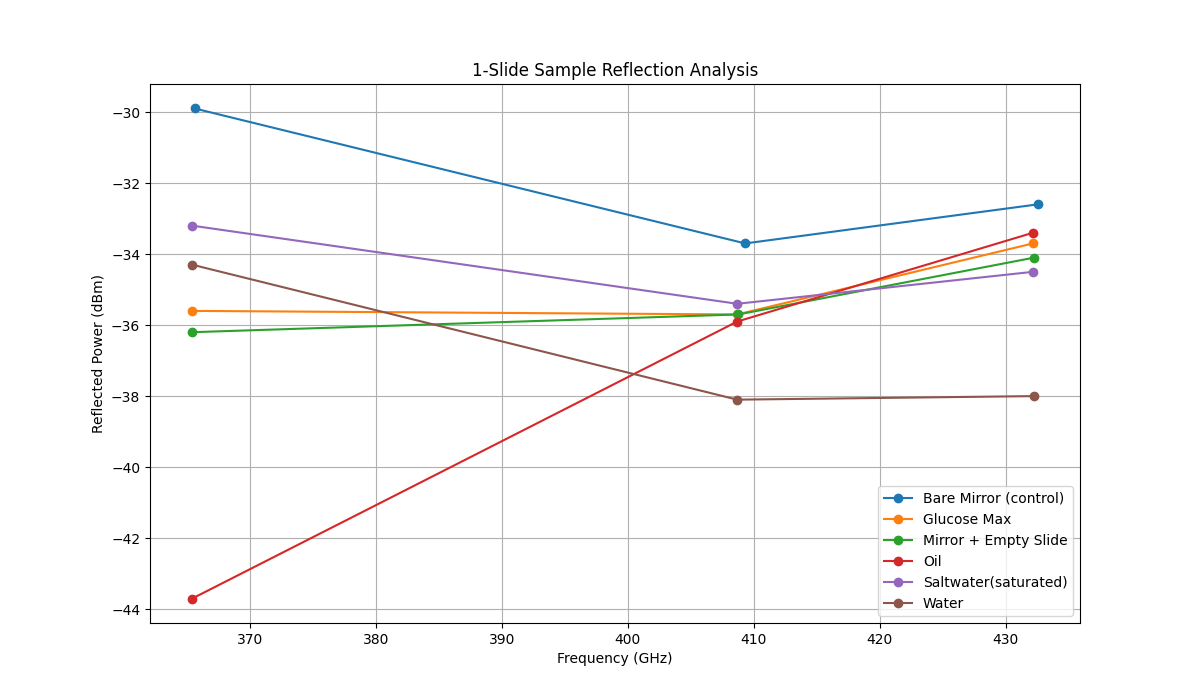 1-Slide Sample Reflection Analysis
Reflected Power (dBm)
−30
−32
−34
−36
−38
−40
−42
−44
370 380 390 400 410 420 430
Frequency (GHz)
Bare Mirror (control)
Glucose Max
Mirror + Empty Slide
Oil
Saltwater(saturated)
Water